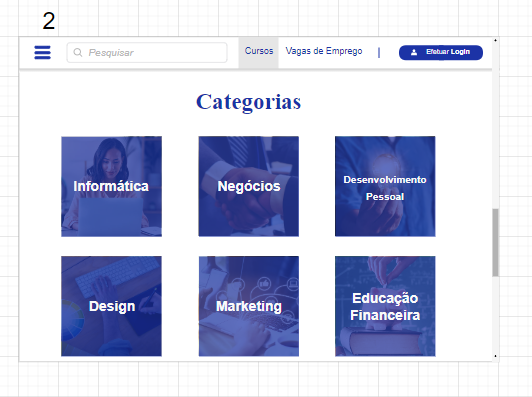 2
Pesquisar
Cursos
Vagas de Emprego
|
Efetuar Login
Categorias
Informática
Negócios
Desenvolvimento
Pessoal
Design
Marketing
Educação
Financeira